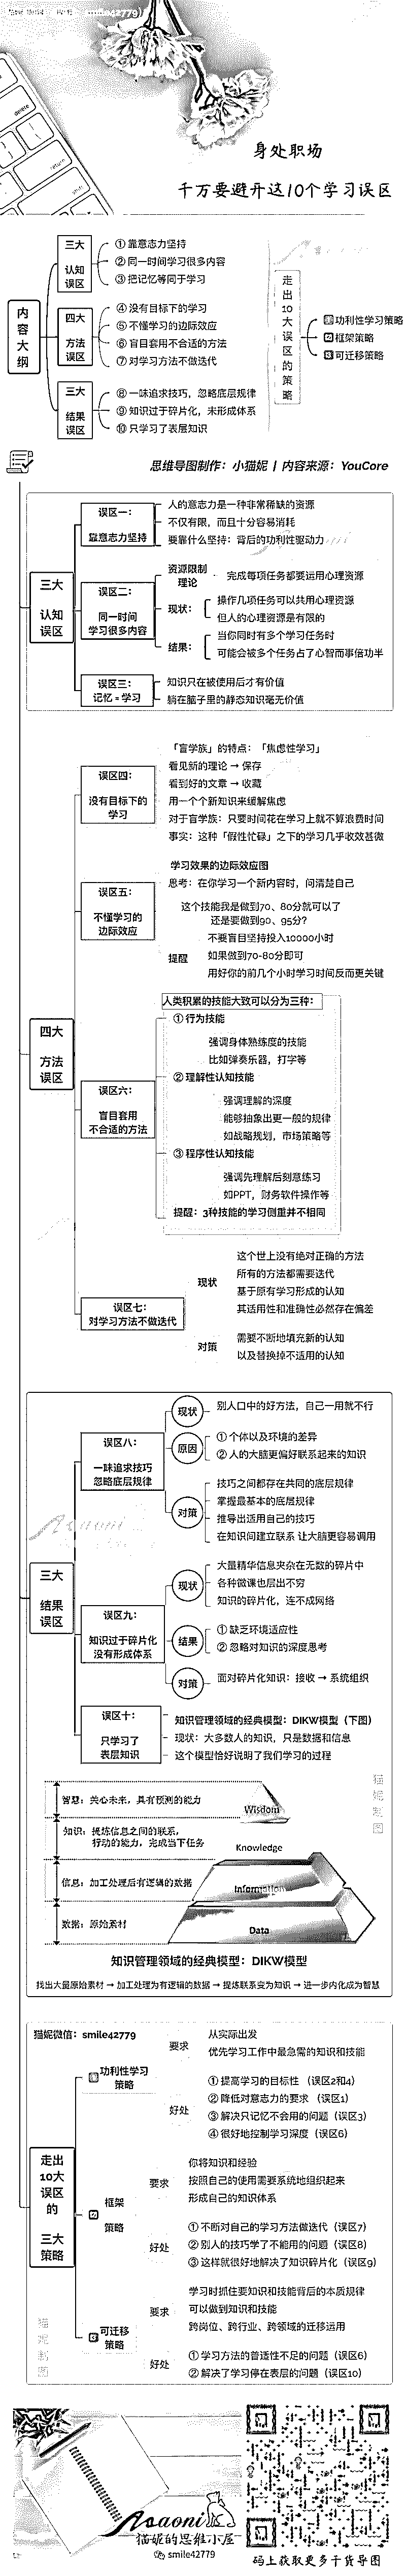 smile42779
delete
return
shift
身处职场
千万要避开这10个学习误区
内容大纲
三大
认知
误区
① 靠意志力坚持
② 同一时间学习很多内容
③ 把记忆等同于学习
四大
方法
误区
④ 没有目标下的学习
⑤ 不懂学习的边际效应
⑥ 盲目套用不合适的方法
⑦ 对学习方法不做迭代
三大
结果
误区
⑧ 一味追求技巧，忽略底层规律
⑨ 知识过于碎片化，未形成体系
⑩ 只学习了表层知识
走出10大误区的策略
功利性学习策略
框架策略
可迁移策略
思维导图制作：小猫妮 | 内容来源：YouCore
三大
认知
误区
误区一：
靠意志力坚持
人的意志力是一种非常稀缺的资源
不仅有限，而且十分容易消耗
要靠什么坚持：背后的功利性驱动力
误区二：
同一时间
学习很多内容
资源限制
理论
完成每项任务都要运用心理资源
现状：
操作几项任务可以共用心理资源
但人的心理资源是有限的
结果：
当你同时有多个学习任务时
可能会被多个任务占了心智而事倍功半
误区三：
记忆 = 学习
知识只在被使用后才有价值
躺在脑子里的静态知识毫无价值
四大
方法
误区
误区四：
没有目标下的
学习
「盲学族」的特点：「焦虑性学习」
看见新的理论 → 保存
看到好的文章 → 收藏
用一个个新知识来缓解焦虑
对于盲学族：只要时间花在学习上就不算浪费时间
事实：这种「假性忙碌」之下的学习几乎收效甚微
误区五：
不懂学习的
边际效应
学习效果的边际效应图
思考：在你学习一个新内容时，问清楚自己
这个技能我是做到70、80分就可以了
还是要做到90、95分？
提醒
不要盲目坚持投入10000小时
如果做到70-80分即可
用好你的前几个小时学习时间反而更关键
误区六：
盲目套用
不合适的方法
人类积累的技能大致可以分为三种：
① 行为技能
强调身体熟练度的技能
比如弹奏乐器，打字等
② 理解性认知技能
强调理解的深度
能够抽象出更一般的规律
如战略规划，市场策略等
③ 程序性认知技能
强调先理解后刻意练习
如PPT，财务软件操作等
提醒：3种技能的学习侧重并不相同
误区七：
对学习方法不做迭代
现状
这个世上没有绝对正确的方法
所有的方法都需要迭代
基于原有学习形成的认知
其适用性和准确性必然存在偏差
对策
需要不断地填充新的认知
以及替换掉不适用的认知
三大
结果
误区
误区八：
一味追求技巧
忽略底层规律
现状
别人口中的好方法，自己一用就不行
原因
① 个体以及环境的差异
② 人的大脑更偏好联系起来的知识
对策
技巧之间都存在共同的底层规律
掌握最基本的底层规律
推导出适用自己的技巧
在知识间建立联系 让大脑更容易调用
误区九：
知识过于碎片化
没有形成体系
现状
大量精华信息夹杂在无数的碎片中
各种微课也层出不穷
知识的碎片化，连不成网络
结果
① 缺乏环境适应性
② 忽略对知识的深度思考
对策
面对碎片化知识：接收 → 系统组织
误区十：
只学习了
表层知识
知识管理领域的经典模型：DIKW模型（下图）
现状：大多数人的知识，只是数据和信息
这个模型恰好说明了我们学习的过程
猫妮制图
智慧：关心未来，具有预测的能力
知识：提炼信息之间的联系，
行动的能力，完成当下任务
信息：加工处理后有逻辑的数据
数据：原始素材
Wisdom
Knowledge
Information
Data
知识管理领域的经典模型：DIKW模型
找出大量原始素材 → 加工处理为有逻辑的数据 → 提炼联系变为知识 → 进一步内化成为智慧
猫妮微信：smile42779
走出
10大
误区
的
三大
策略
功利性学习
策略
要求
从实际出发
优先学习工作中最急需的知识和技能
好处
① 提高学习的目标性（误区2和4）
② 降低对意志力的要求（误区1）
③ 解决只记忆不会用的问题（误区3）
④ 很好地控制学习深度（误区6）
框架
策略
要求
你将知识和经验
按照自己的使用需要系统地组织起来
形成自己的知识体系
好处
① 不断对自己的学习方法做迭代（误区7）
② 别人的技巧学了不能用的问题（误区8）
③ 这样就很好地解决了知识碎片化（误区9）
可迁移
策略
要求
学习时抓住要知识和技能背后的本质规律
可以做到知识和技能
跨岗位、跨行业、跨领域的迁移运用
好处
① 学习方法的普适性不足的问题（误区6）
② 解决了学习停在表层的问题（误区10）
猫妮制图
Asaoni
猫妮的思维小屋
smile42779
码上获取更多干货导图